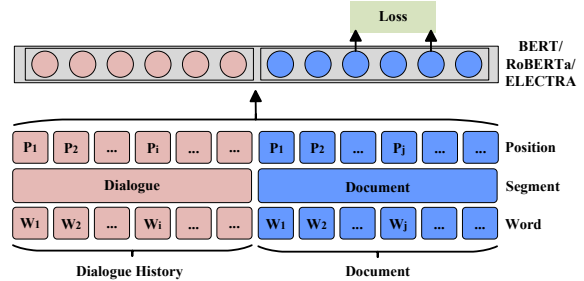 Loss
BERT/
RoBERTa/
ELECTRA
P1 P2 ... Pi ... ... P1 P2 ... Pj ... ... Position
Dialogue Document Segment
W1 W2 ... Wi ... ... W1 W2 ... Wj ... ... Word
Dialogue History Document